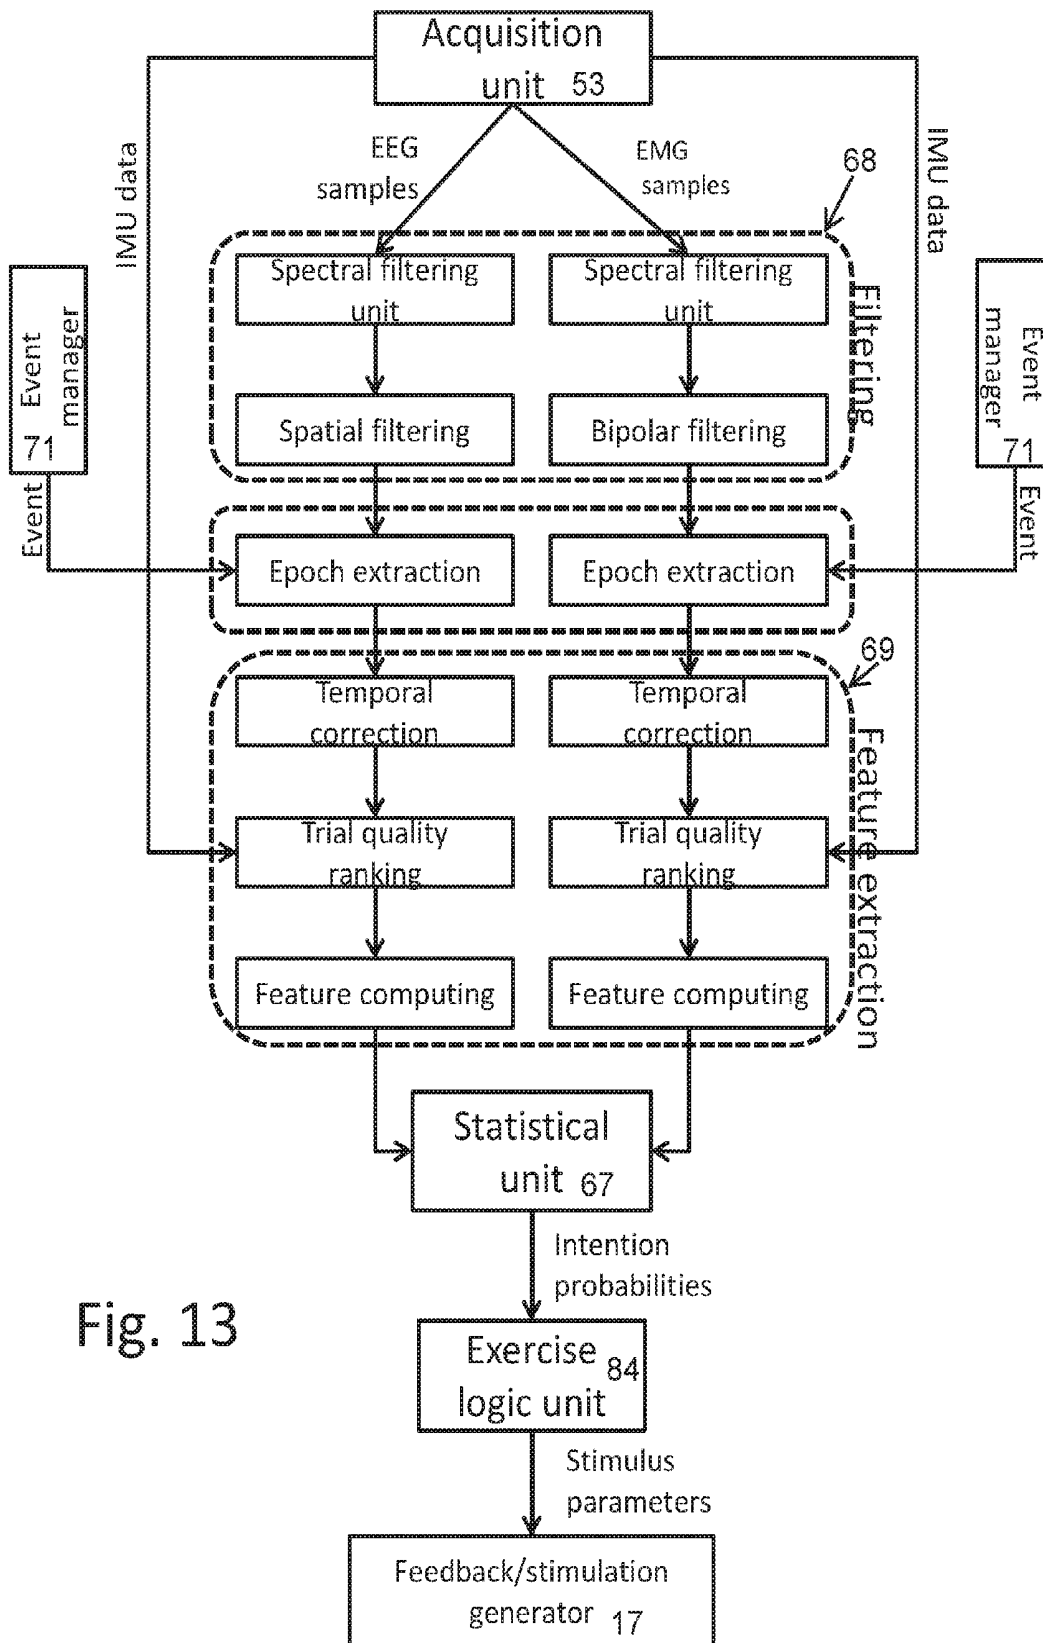 Acquisition
unit 53
EEG
samples
EMG
samples
IMU data
IMU data
68
Spectral filtering
unit
Spectral filtering
unit
Filtering
Event
manager
71
Event
manager
71
Spatial filtering
Bipolar filtering
Event
Event
Epoch extraction
Epoch extraction
69
Temporal
correction
Temporal
correction
Feature extraction
Trial quality
ranking
Trial quality
ranking
Feature computing
Feature computing
Statistical
unit 67
Intention
probabilities
Fig. 13
Exercise 84
logic unit
Stimulus
parameters
Feedback/stimulation
generator 17